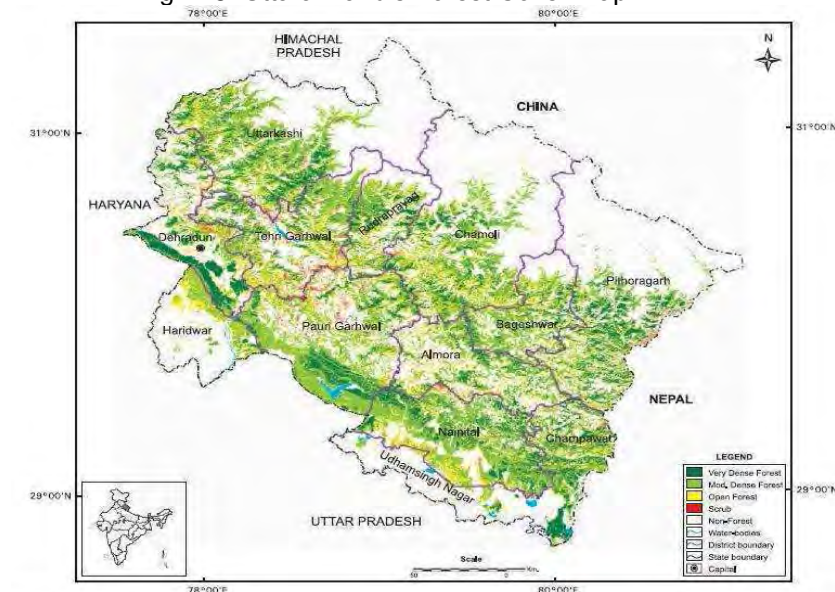 78°00'E
80°00'E
HIMACHAL
PRADESH
N
CHINA
31°00'N
31°00'N
Uttarkashi
HARYANA
Rudraprayag
Dehradun
Tehri Garhwal
Chamoli
Pithoragarh
Haridwar
Pauri Garhwal
Bageshwar
Almora
NEPAL
Nainital
Champawat
Udhamsingh Nagar
LEGEND
Very Dense Forest
Mod. Dense Forest
Open Forest
Scrub
Non-Forest
Water-bodies
District boundary
State boundary
Capital
29°00'N
29°00'N
UTTAR PRADESH
Scale
0 Km.
78°00'E
80°00'E